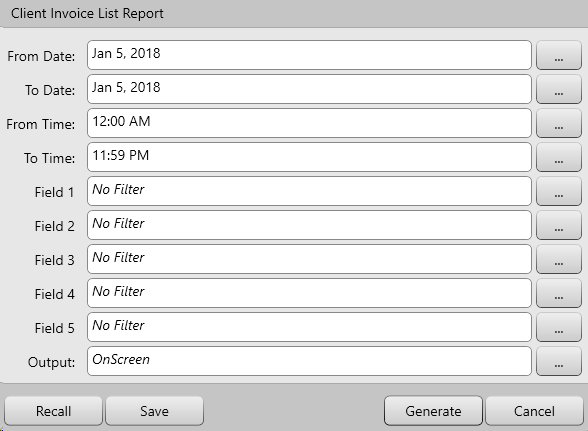 Client Invoice List Report
From Date: Jan 5, 2018 ...
To Date: Jan 5, 2018 ...
From Time: 12:00 AM ...
To Time: 11:59 PM ...
Field 1 No Filter ...
Field 2 No Filter ...
Field 3 No Filter ...
Field 4 No Filter ...
Field 5 No Filter ...
Output: OnScreen ...
Recall Save Generate Cancel